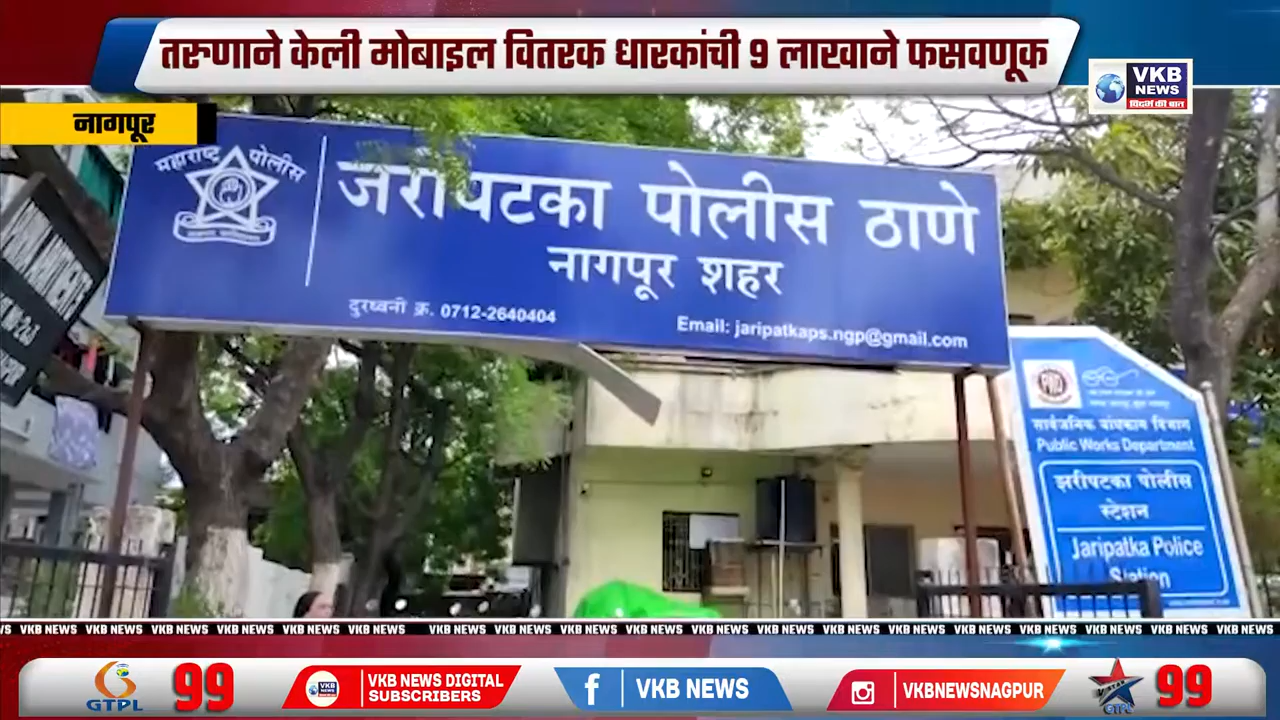 तरुणाने केली मोबाइल वितरक धारकांची 9 लाखाने फसवणूक
VKB
NEWS
विदर्भ की बात
नागपूर
महाराष्ट्र पोलीस
जरीपटका पोलीस ठाणे
नागपूर शहर
दुरध्वनी क्र. 0712-2640404
Email: jaripatkaps.ngp@gmail.com
PWD
सार्वजनिक बांधकाम विभाग
Public Works Department
झरीपटका पोलीस
स्टेशन
Jaripatka Police
Station
VKB NEWS VKB NEWS VKB NEWS VKB NEWS VKB NEWS VKB NEWS VKB NEWS VKB NEWS VKB NEWS VKB NEWS VKB NEWS VKB NEWS VKB NEWS VKB NEWS VKB NEWS VKB NEWS VKB NEWS VKB NEWS VKB NEWS
GTPL
99
VKB NEWS DIGITAL
SUBSCRIBERS
VKB NEWS
VKBNEWSNAGPUR
GTPL
99